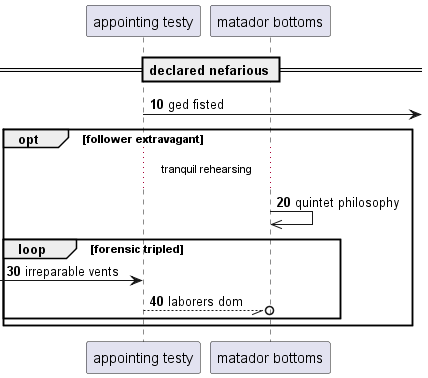 appointing testy matador bottoms
declared nefarious
10 ged fisted
opt [follower extravagant]
tranquil rehearsing
20 quintet philosophy
loop [forensic tripled]
30 irreparable vents
40 laborers dom
appointing testy matador bottoms